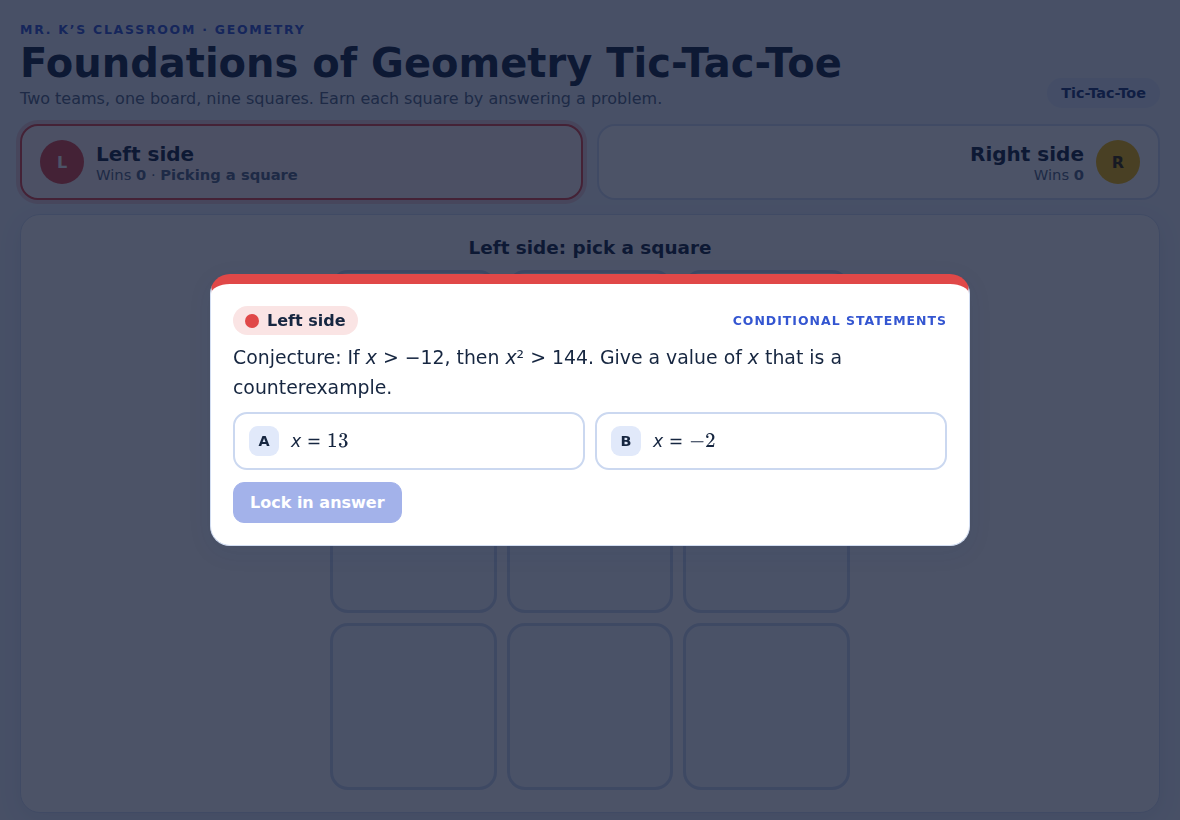 MR. K’S CLASSROOM · GEOMETRY
Foundations of Geometry Tic-Tac-Toe
Two teams, one board, nine squares. Earn each square by answering a problem.
Tic-Tac-Toe
L
Left side
Wins 0 · Picking a square
Right side
Wins 0
R
Left side: pick a square
Left side
CONDITIONAL STATEMENTS
Conjecture: If x > −12, then x² > 144. Give a value of x that is a
counterexample.
A x = 13
B x = −2
Lock in answer